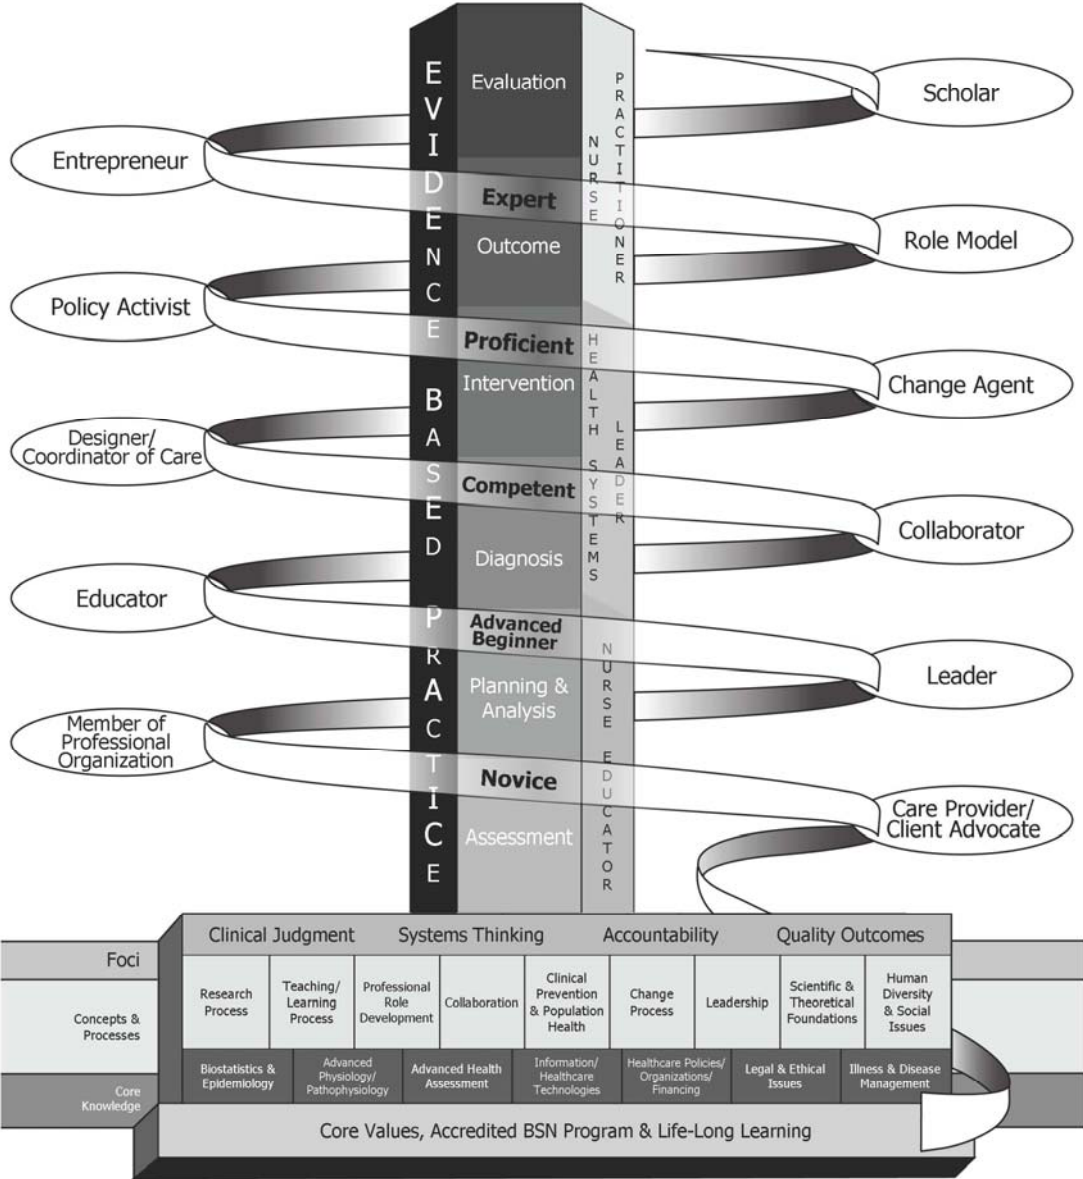 EVIDENCE BASED PRACTICE
Evaluation
Expert
Outcome
Proficient
Intervention
Competent
Diagnosis
Advanced
Beginner
Planning &
Analysis
Novice
Assessment
NURSE
PRACTITIONER
HEALTH SYSTEMS
LEADER
NURSE EDUCATOR
Entrepreneur
Policy Activist
Designer/
Coordinator of Care
Educator
Member of
Professional
Organization
Scholar
Role Model
Change Agent
Collaborator
Leader
Care Provider/
Client Advocate
Foci
Clinical Judgment
Systems Thinking
Accountability
Quality Outcomes
Concepts &
Processes
Research
Process
Teaching/
Learning
Process
Professional
Role
Development
Collaboration
Clinical
Prevention
& Population
Health
Change
Process
Leadership
Scientific &
Theoretical
Foundations
Human
Diversity
& Social
Issues
Core
Knowledge
Biostatistics &
Epidemiology
Advanced
Physiology/
Pathophysiology
Advanced Health
Assessment
Information/
Healthcare
Technologies
Healthcare Policies/
Organizations/
Financing
Legal & Ethical
Issues
Illness & Disease
Management
Core Values, Accredited BSN Program & Life-Long Learning